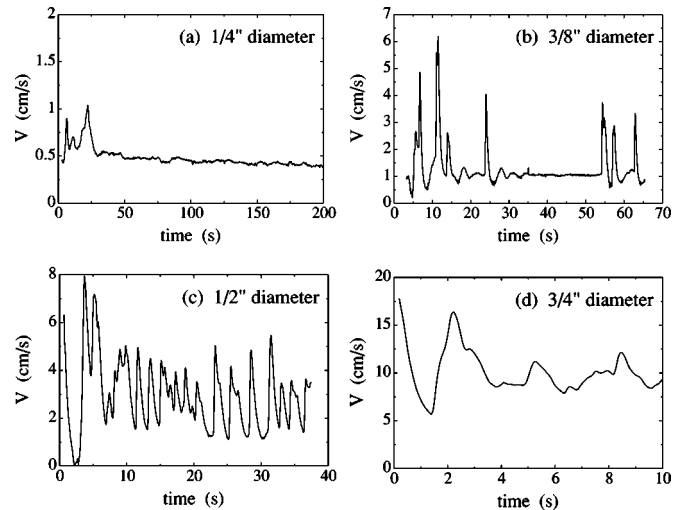 (a) 1/4" diameter
V (cm/s)
2
1.5
1
0.5
0
0 50 100 150 200
time (s)
(b) 3/8" diameter
V (cm/s)
7
6
5
4
3
2
1
0
0 10 20 30 40 50 60 70
time (s)
(c) 1/2" diameter
V (cm/s)
8
6
4
2
0
0 10 20 30 40
time (s)
(d) 3/4" diameter
V (cm/s)
20
15
10
5
0
0 2 4 6 8 10
time (s)